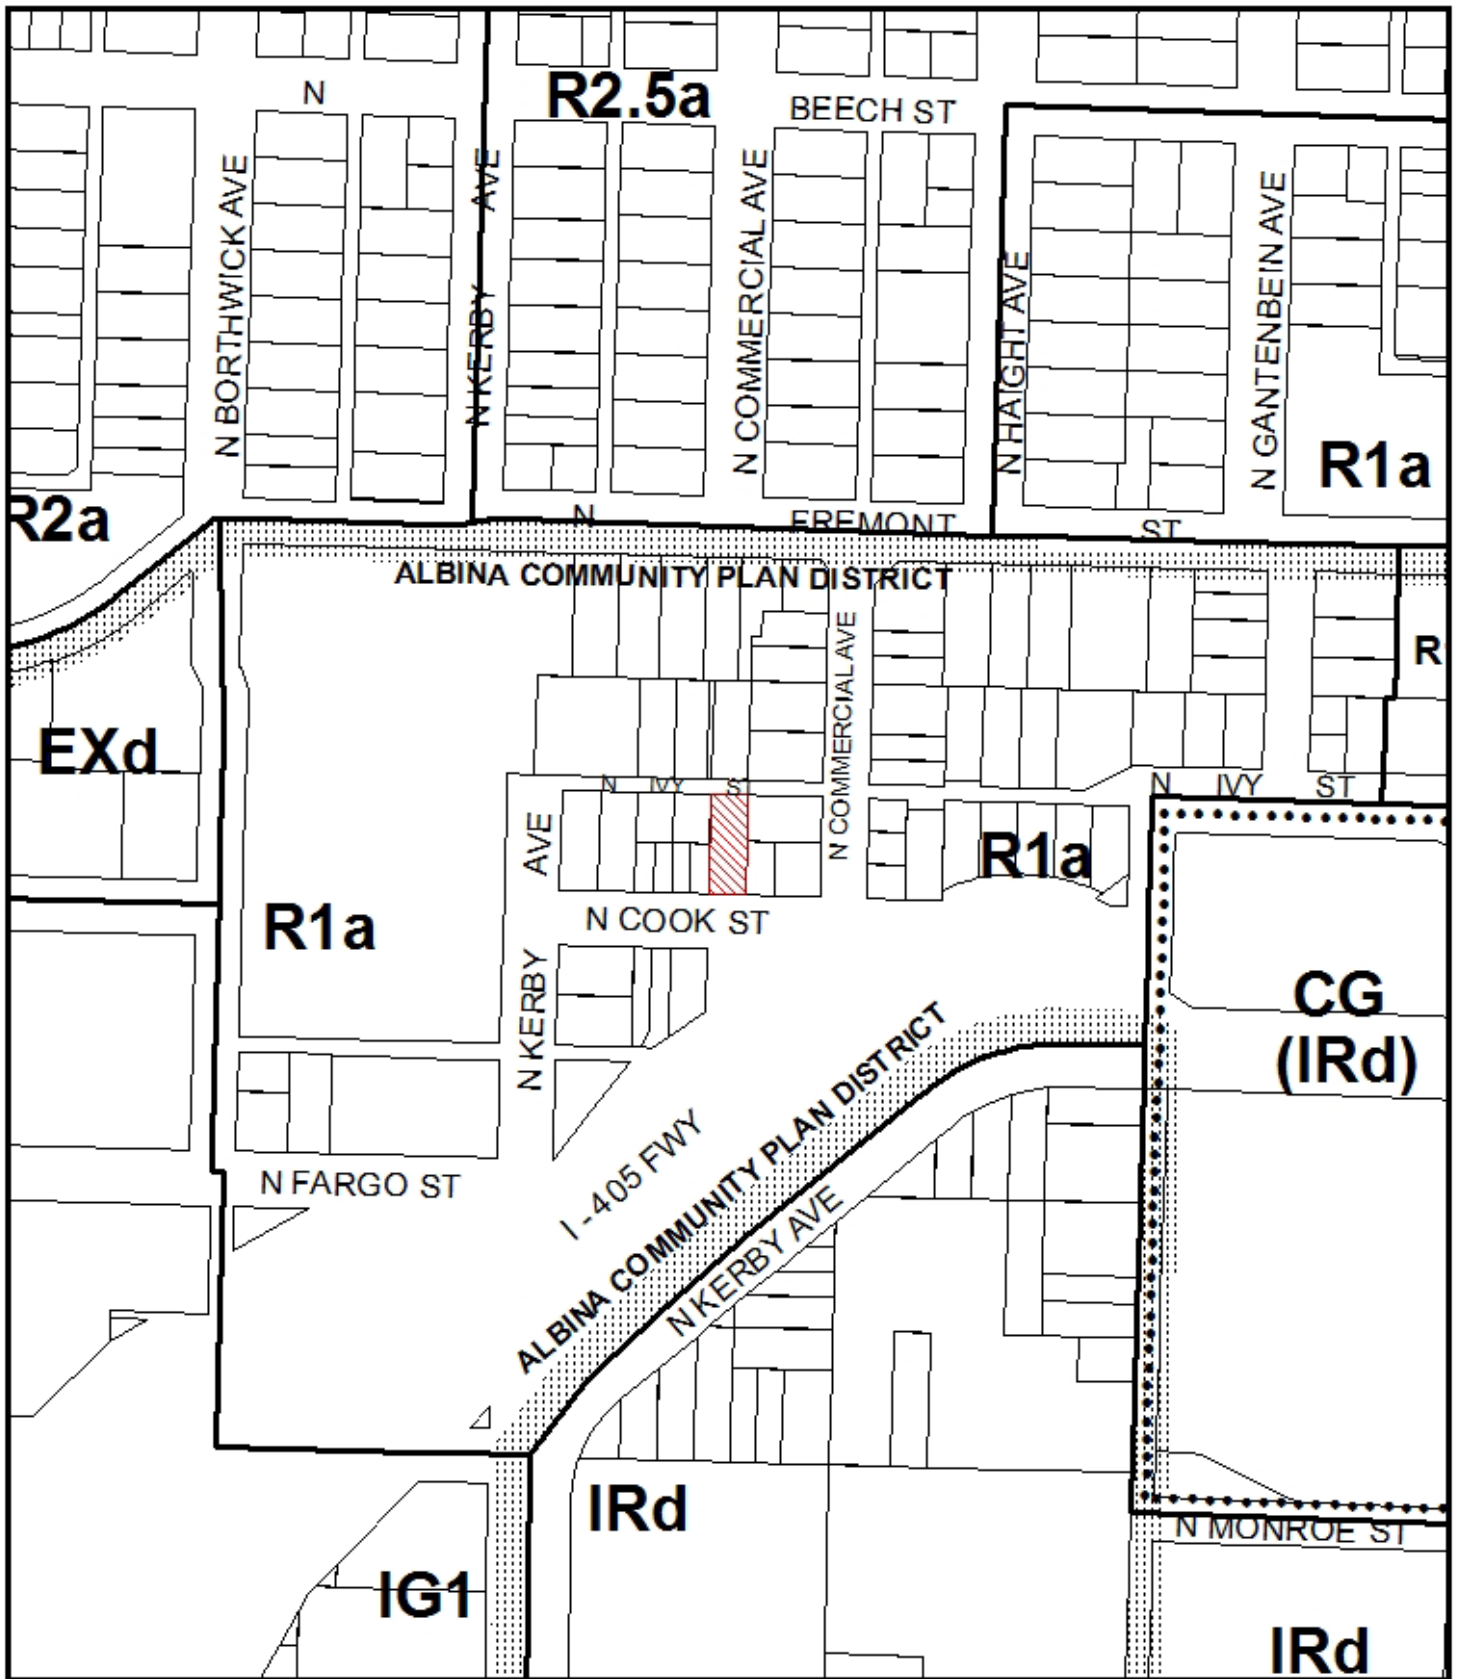 N
R2.5a
BEECH ST
N BORTHWICK AVE
N KERBY AVE
N COMMERCIAL AVE
N HAIGHT AVE
N GANTENBEIN AVE
R1a
R2a
N FREMONT ST
ALBINA COMMUNITY PLAN DISTRICT
N COMMERCIAL AVE
R
EXd
N IVY ST
N IVY ST
N KERBY AVE
R1a
R1a
N COOK ST
CG
(IRd)
ALBINA COMMUNITY PLAN DISTRICT
I - 405 FWY
N FARGO ST
N KERBY AVE
IRd
N MONROE ST
IG1
IRd